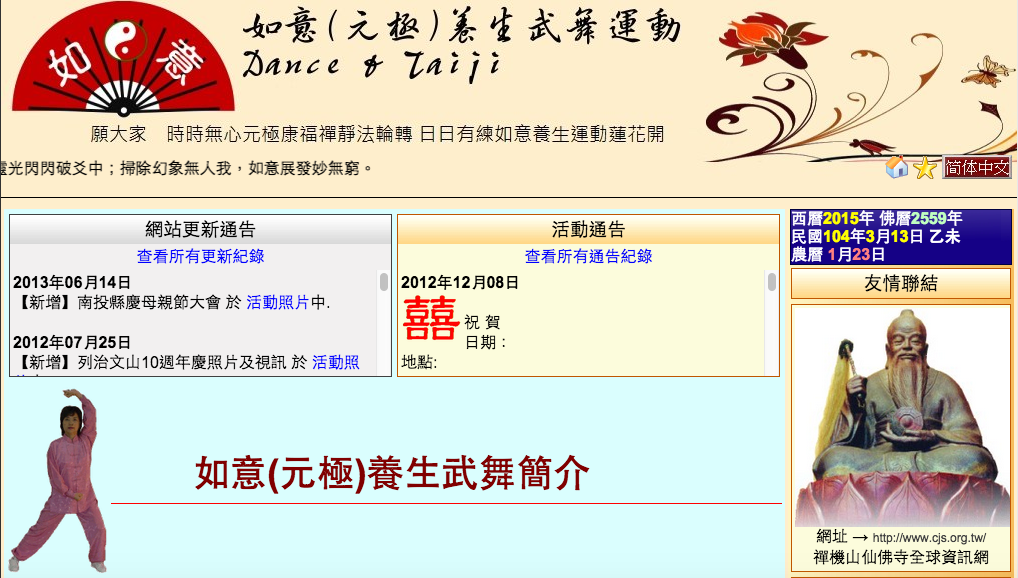 如意
如意(元極)養生武舞運動
Dance & Taiji
願大家 時時無心元極康福禪靜法輪轉 日日有練如意養生運動蓮花開
光閃閃破爻中；掃除幻象無人我，如意展發妙無窮。
简体中文
網站更新通告
查看所有更新紀錄
2013年06月14日
【新增】南投縣慶母親節大會 於 活動照片中.
2012年07月25日
【新增】列治文山10週年慶照片及視訊 於 活動照
活動通告
查看所有通告紀錄
2012年12月08日
囍 祝 賀
日期：
地點:
西曆2015年 佛曆2559年
民國104年3月13日 乙未
農曆 1月23日
友情聯結
網址 → http://www.cjs.org.tw/
禪機山仙佛寺全球資訊網
如意(元極)養生武舞簡介